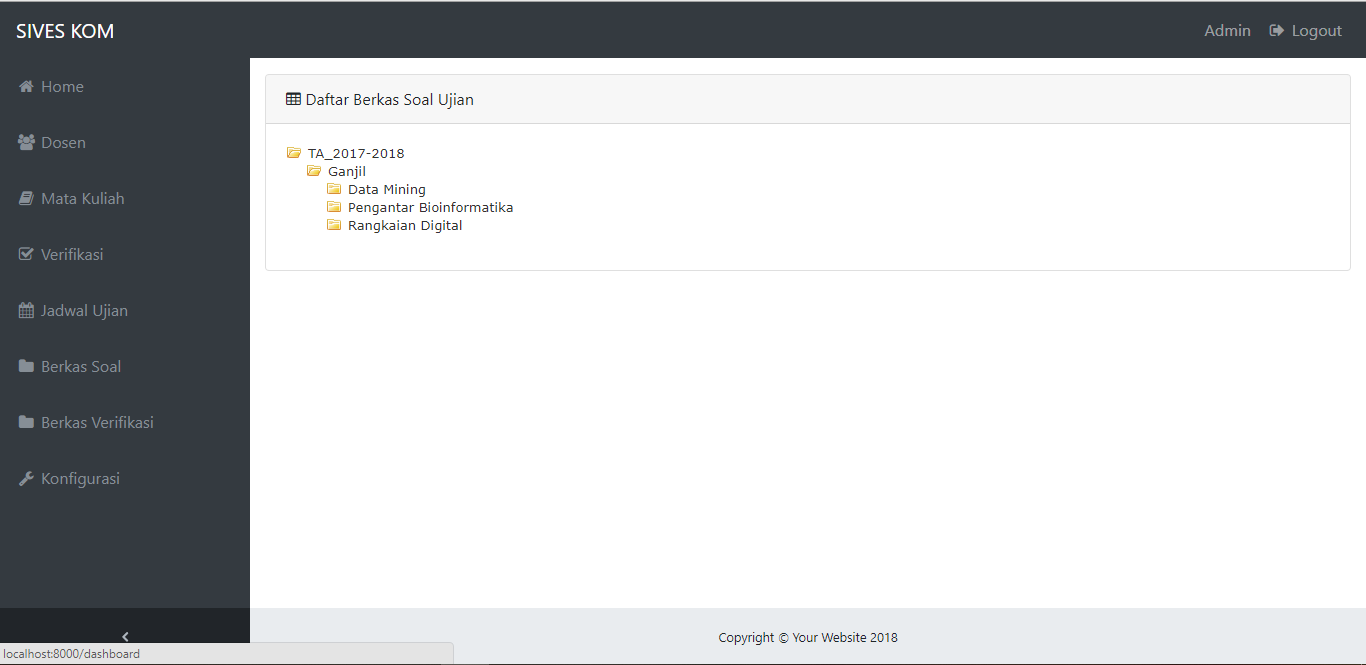 SIVES KOM
Admin Logout
Home
Dosen
Mata Kuliah
Verifikasi
Jadwal Ujian
Berkas Soal
Berkas Verifikasi
Konfigurasi
Daftar Berkas Soal Ujian
TA_2017-2018
Ganjil
Data Mining
Pengantar Bioinformatika
Rangkaian Digital
Copyright © Your Website 2018
localhost:8000/dashboard